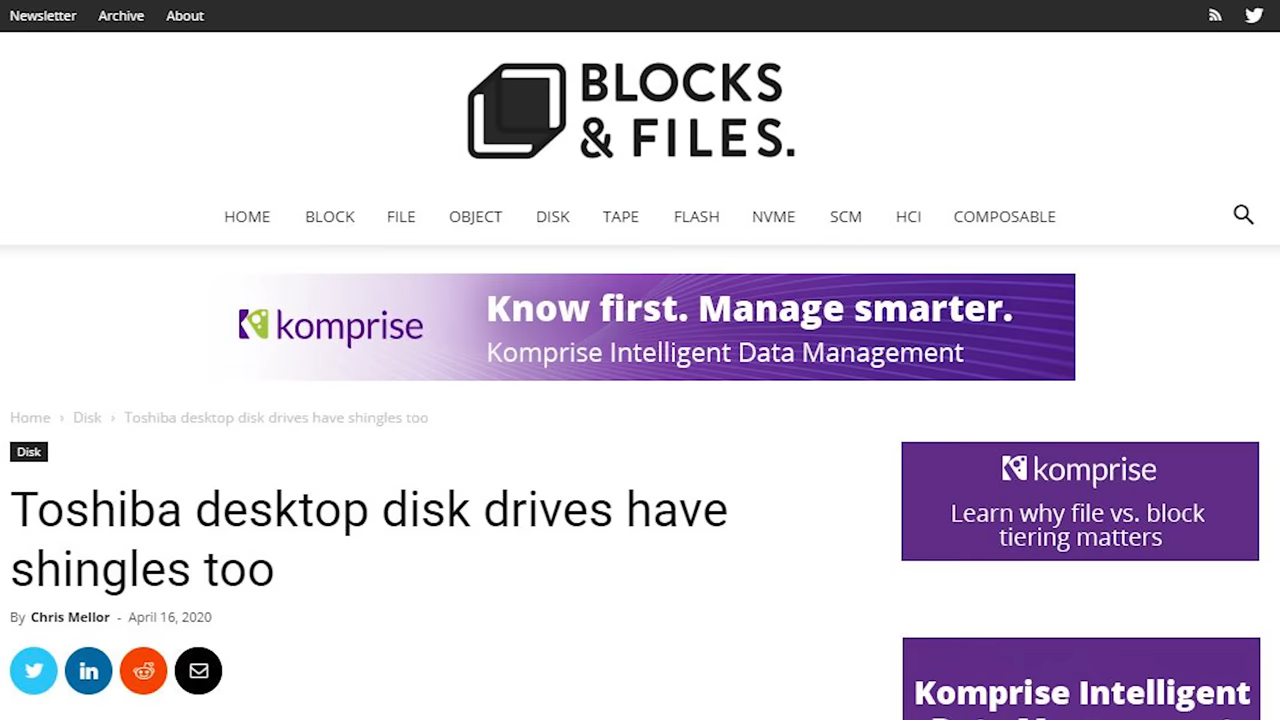 Newsletter Archive About
BLOCKS
& FILES.
HOME BLOCK FILE OBJECT DISK TAPE FLASH NVME SCM HCI COMPOSABLE
komprise
Know first. Manage smarter.
Komprise Intelligent Data Management
Home › Disk › Toshiba desktop disk drives have shingles too
Disk
Toshiba desktop disk drives have
shingles too
By Chris Mellor - April 16, 2020
in
komprise
Learn why file vs. block
tiering matters
Komprise Intelligent